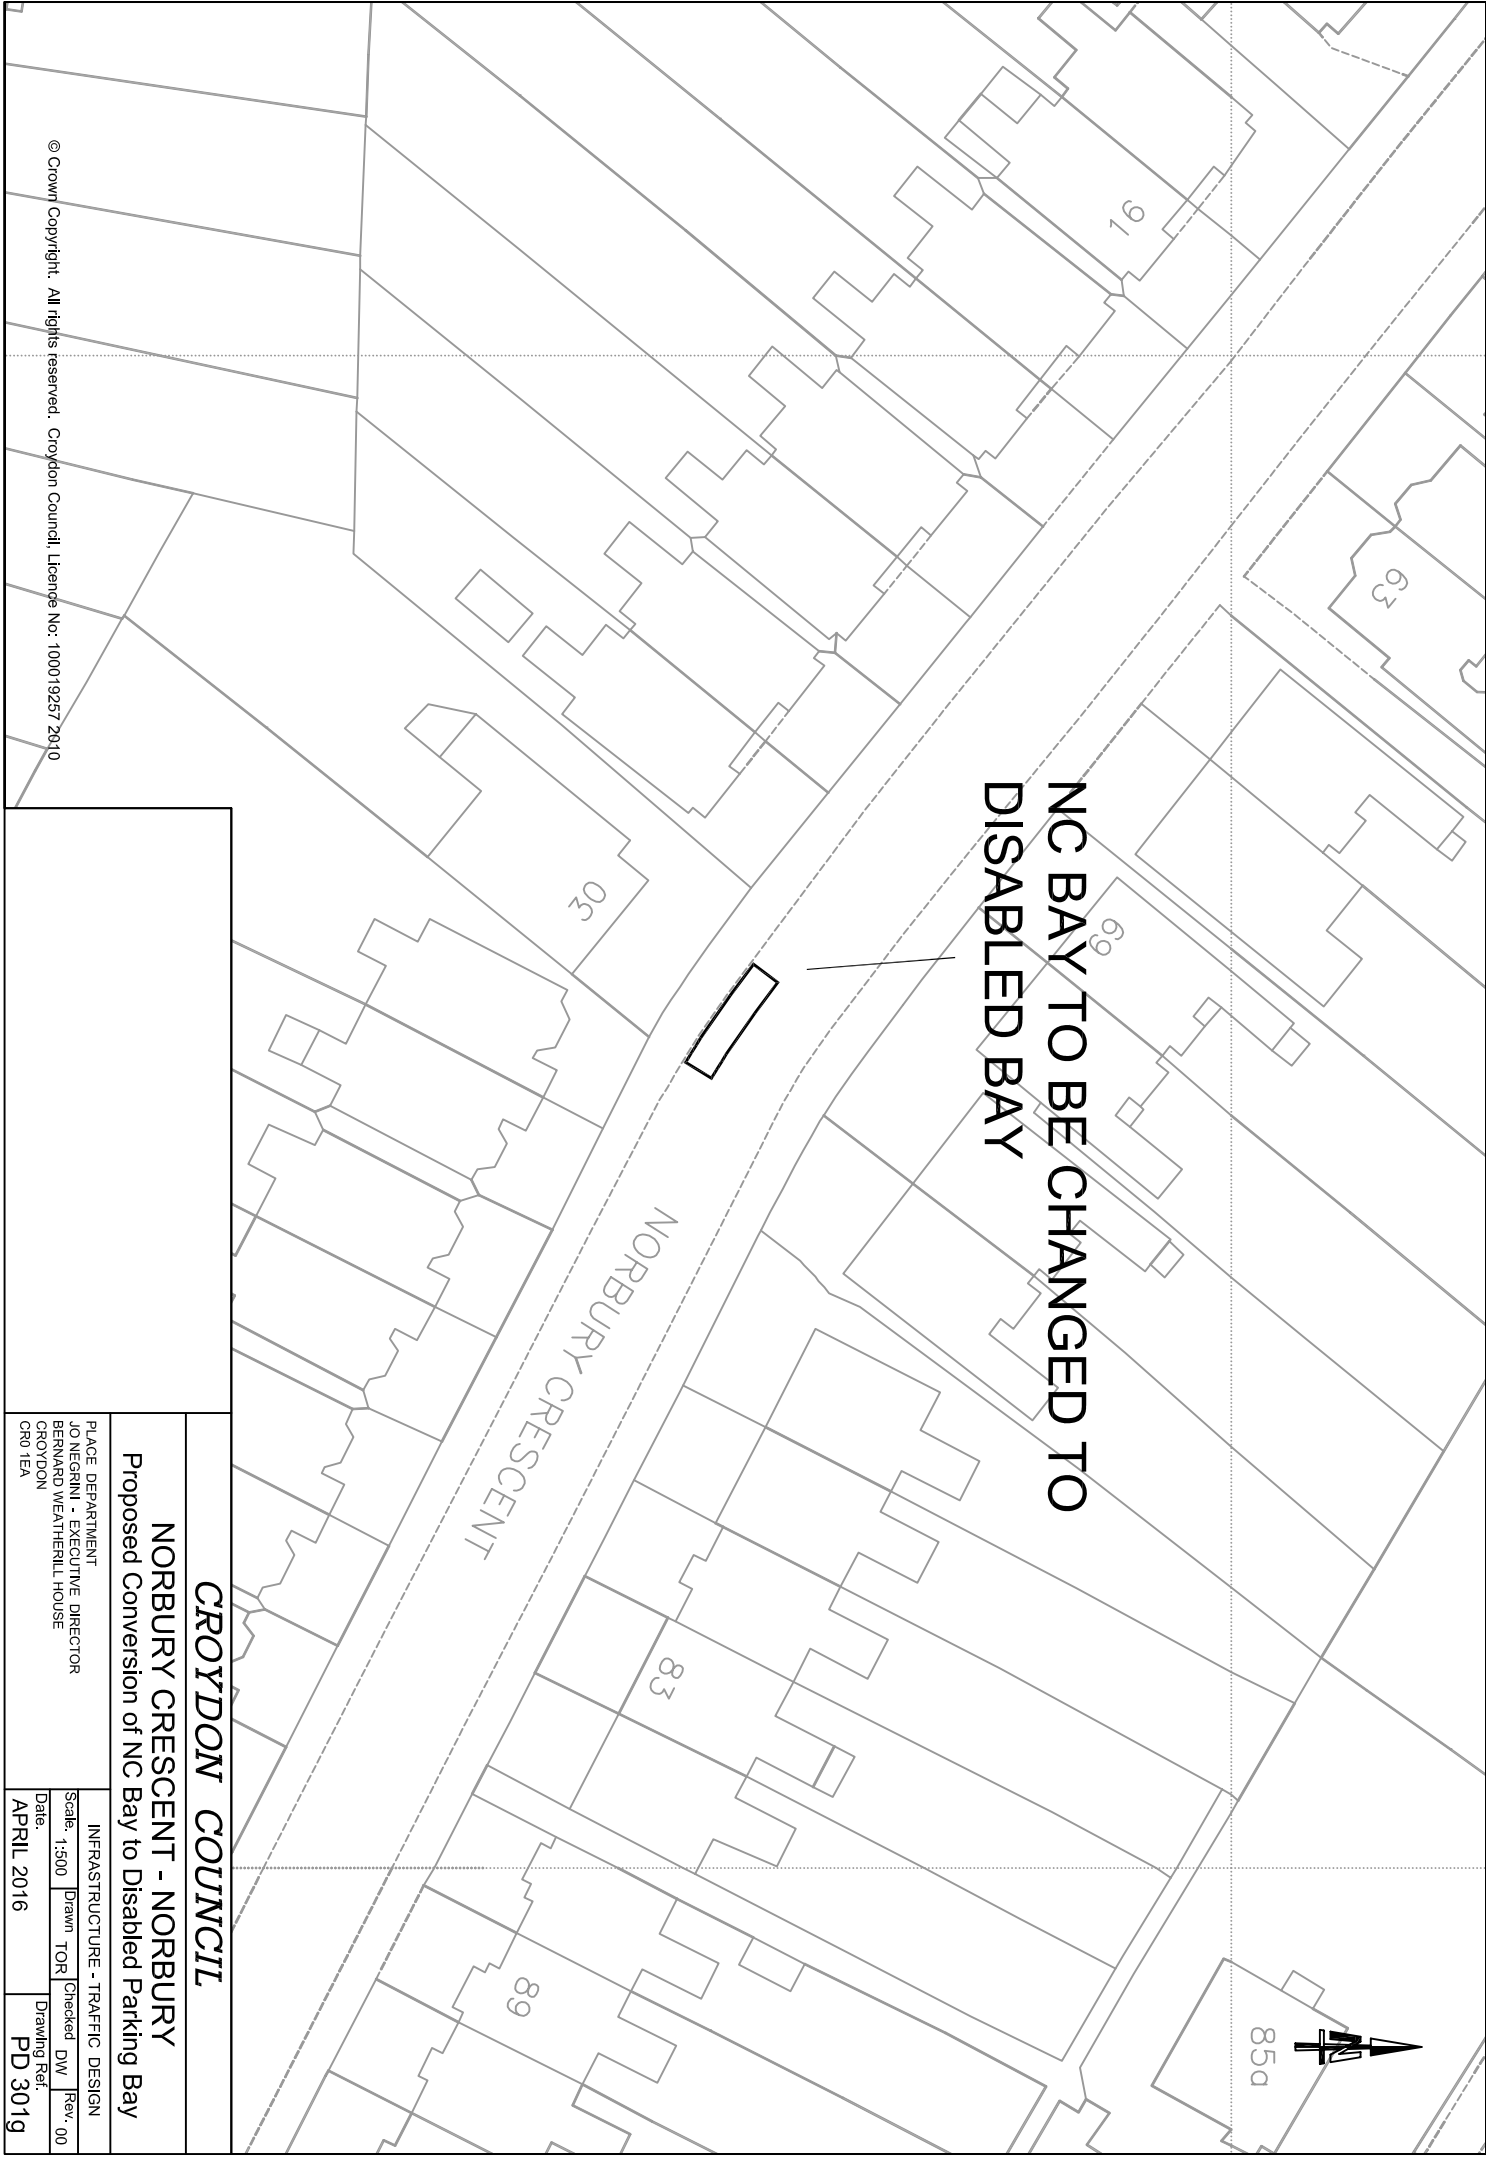 NC BAY TO BE CHANGED TO
DISABLED BAY
16
63
69
30
NORBURY CRESCENT
83
89
85a
N
© Crown Copyright. All rights reserved. Croydon Council, Licence No: 100019257 2010
CROYDON COUNCIL
NORBURY CRESCENT - NORBURY
Proposed Conversion of NC Bay to Disabled Parking Bay
PLACE DEPARTMENT
JO NEGRINI - EXECUTIVE DIRECTOR
BERNARD WEATHERILL HOUSE
CROYDON
CR0 1EA
INFRASTRUCTURE - TRAFFIC DESIGN
Scale. 1:500 Drawn TOR Checked DW Rev. 00
Date. APRIL 2016
Drawing Ref. PD 301g